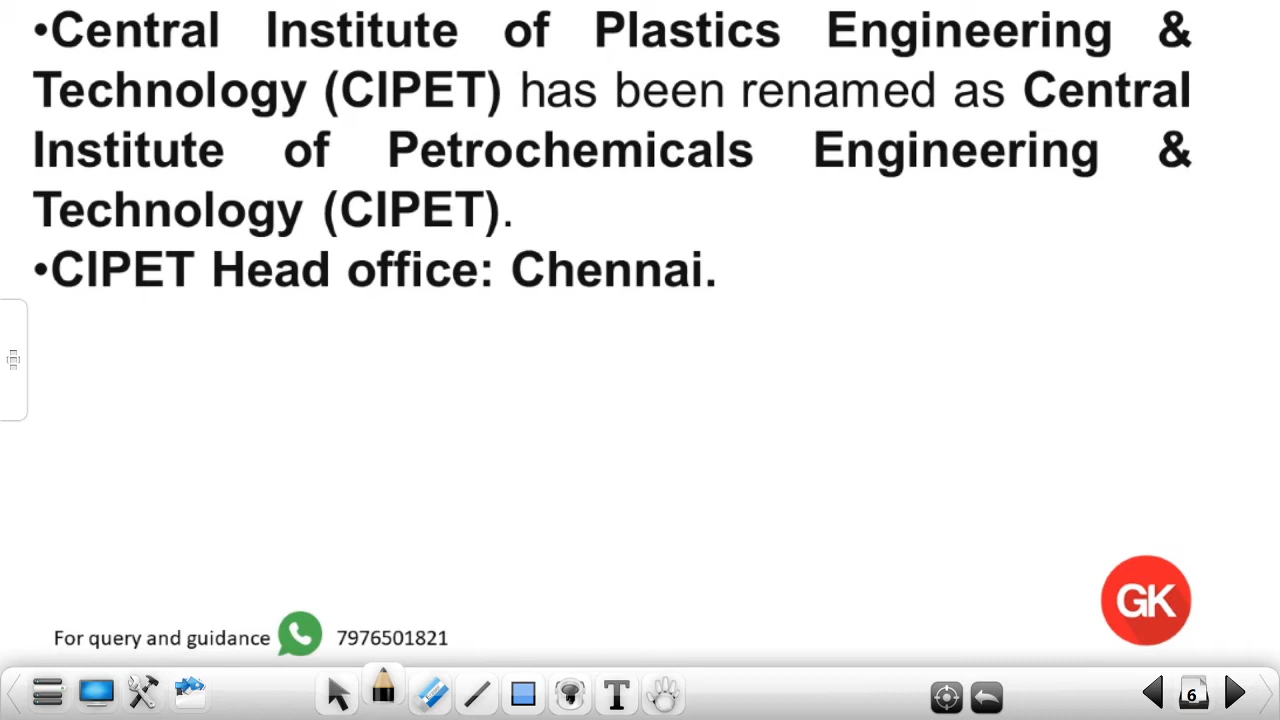 •Central Institute of Plastics Engineering &
Technology (CIPET) has been renamed as Central
Institute of Petrochemicals Engineering &
Technology (CIPET).
•CIPET Head office: Chennai.
GK
For query and guidance 7976501821
T 6